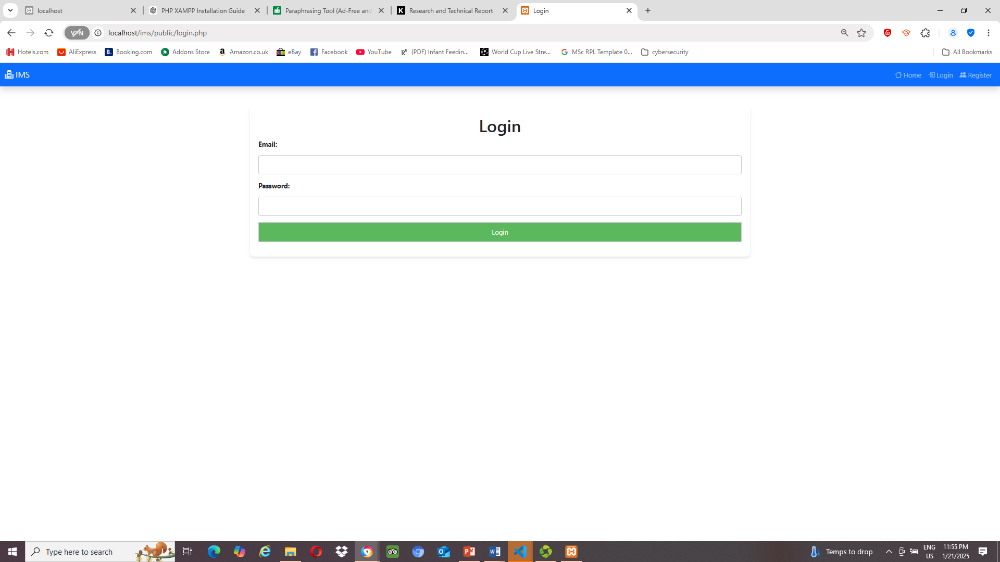 localhost
PHP XAMPP Installation Guide
Paraphrasing Tool (Ad-Free and
Research and Technical Report
Login
VPN
localhost/ims/public/login.php
Hotels.com
AliExpress
Booking.com
Addons Store
Amazon.co.uk
eBay
Facebook
YouTube
(PDF) Infant Feedin...
World Cup Live Stre...
MSc RPL Template 0...
cybersecurity
All Bookmarks
IMS
Home
Login
Register
Login
Email:
Password:
Login
Type here to search
Temps to drop
ENG
US
11:55 PM
1/21/2025